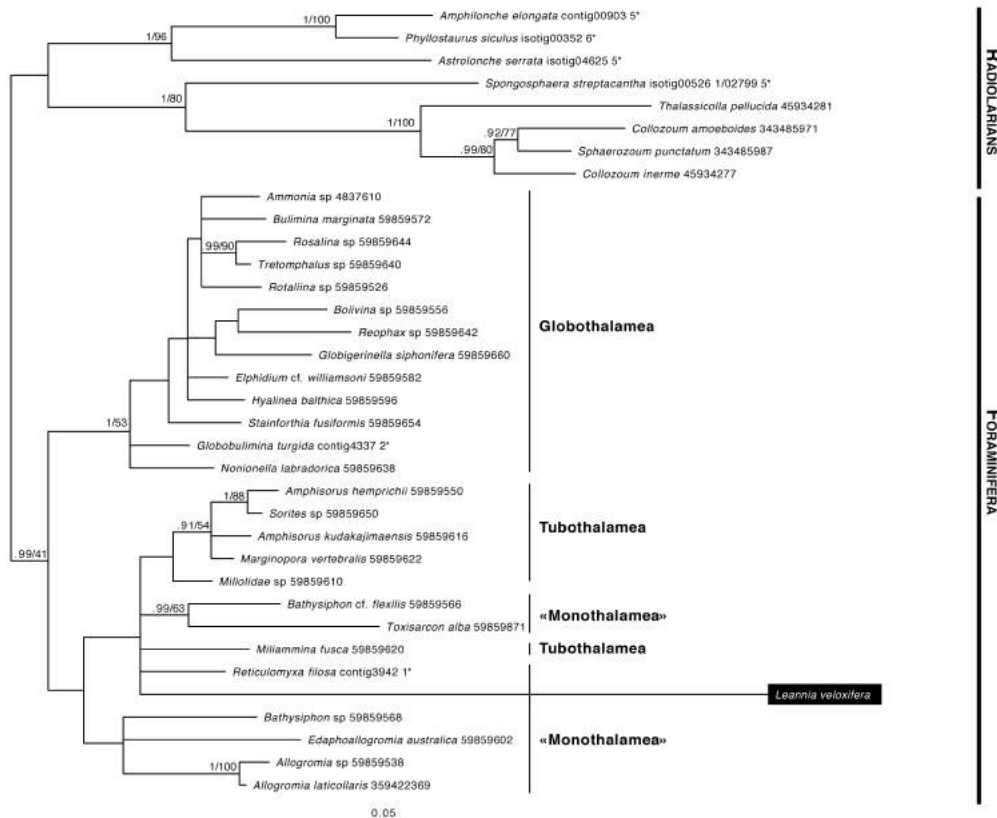 1/100
Amphilonche elongata contig00903 5*
Phyllostaurus siculus isotig00352 6*
1/96
Astrolonche serrata isotig04625 5*
Spongosphaera streptacantha isotig00526 1/02799 5*
1/80
Thalassicolla pellucida 45934281
1/100
.92/77
Collozoum amoeboides 343485971
.99/80
Sphaerozoum punctatum 343485987
Collozoum inerme 45934277
RADIOLARIANS
Ammonia sp 4837610
Bulimina marginata 59859572
.99/90
Rosalina sp 59859644
Tretomphalus sp 59859640
Rotaliina sp 59859526
Bolivina sp 59859556
Globothalamea
Reophax sp 59859642
Globigerinella siphonifera 59859660
Elphidium cf. williamsoni 59859582
Hyalinea balthica 59859596
1/53
Stainforthia fusiformis 59859654
Globobulimina turgida contig4337 2*
Nonionella labradorica 59859638
FORAMINIFERA
1/88
Amphisorus hemprichii 59859550
Sorites sp 59859650
.91/54
Tubothalamea
Amphisorus kudakajimaensis 59859616
Marginopora vertebralis 59859622
.99/41
Miliolidae sp 59859610
.99/63
Bathysiphon cf. flexilis 59859566
«Monothalamea»
Toxisarcon alba 59859871
Miliammina fusca 59859620
Tubothalamea
Reticulomyxa filosa contig3942 1*
Leannia veloxifera
Bathysiphon sp 59859568
Edaphoallogromia australica 59859602
«Monothalamea»
1/100
Allogromia sp 59859538
Allogromia laticollaris 359422369
0.05